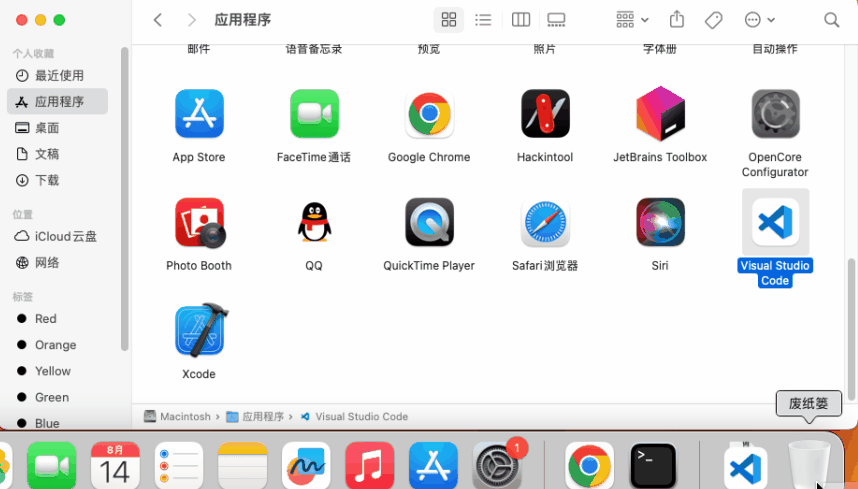 应用程序
个人收藏
最近使用
应用程序
桌面
文稿
下载
位置
iCloud云盘
网络
标签
Red
Orange
Yellow
Green
Blue
邮件 语音备忘录 预览 照片 字体册 自动操作
App Store FaceTime通话 Google Chrome Hackintool JetBrains Toolbox OpenCore
Configurator
Photo Booth QQ QuickTime Player Safari浏览器 Siri Visual Studio
Code
Xcode
Macintosh › 应用程序 › Visual Studio Code
废纸篓
8月
14
1
>_